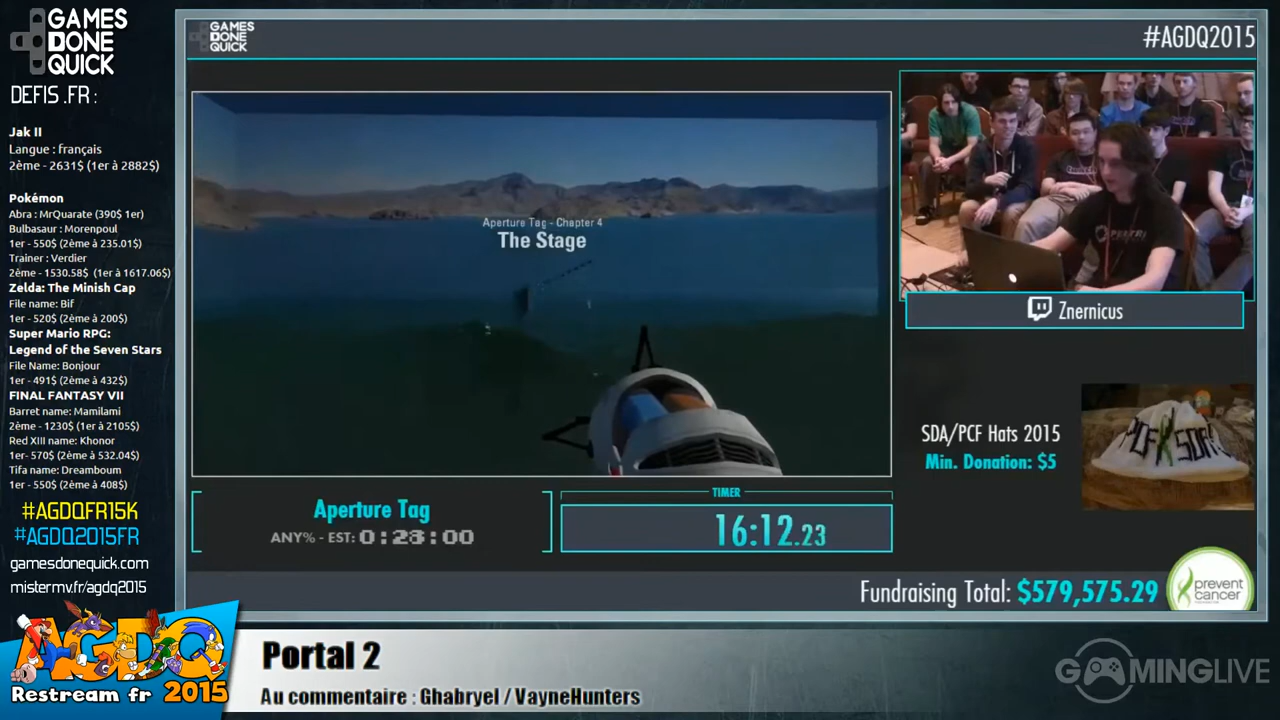 GAMES
DONE
QUICK
DEFIS .FR :
Jak II
Langue : français
2ème - 2631$ (1er à 2882$)
Pokémon
Abra : MrQuarate (390$ 1er)
Bulbasaur : Morenpoul
1er - 550$ (2ème à 235.01$)
Trainer : Verdier
2ème - 1530.58$ (1er à 1617.06$)
Zelda: The Minish Cap
File name: Bif
1er - 520$ (2ème à 200$)
Super Mario RPG:
Legend of the Seven Stars
File Name: Bonjour
1er - 491$ (2ème à 432$)
FINAL FANTASY VII
Barret name: Mamilami
2ème - 1230$ (1er à 2105$)
Red XIII name: Khonor
1er- 570$ (2ème à 532.04$)
Tifa name: Dreamboum
1er - 550$ (2ème à 408$)
#AGDQFR15K
#AGDQ2015FR
gamesdonequick.com
mistermv.fr/agdq2015
AGDQ
Restream fr 2015
GAMES
DONE
QUICK
#AGDQ2015
Aperture Tag - Chapter 4
The Stage
Znernicus
SDA/PCF Hats 2015
Min. Donation: $5
PCF SDA
Aperture Tag
ANY% - EST: 0:28:00
TIMER
16:12.23
Fundraising Total: $579,575.29
prevent
cancer
Portal 2
Au commentaire : Ghabryel / VayneHunters
GAMINGLIVE